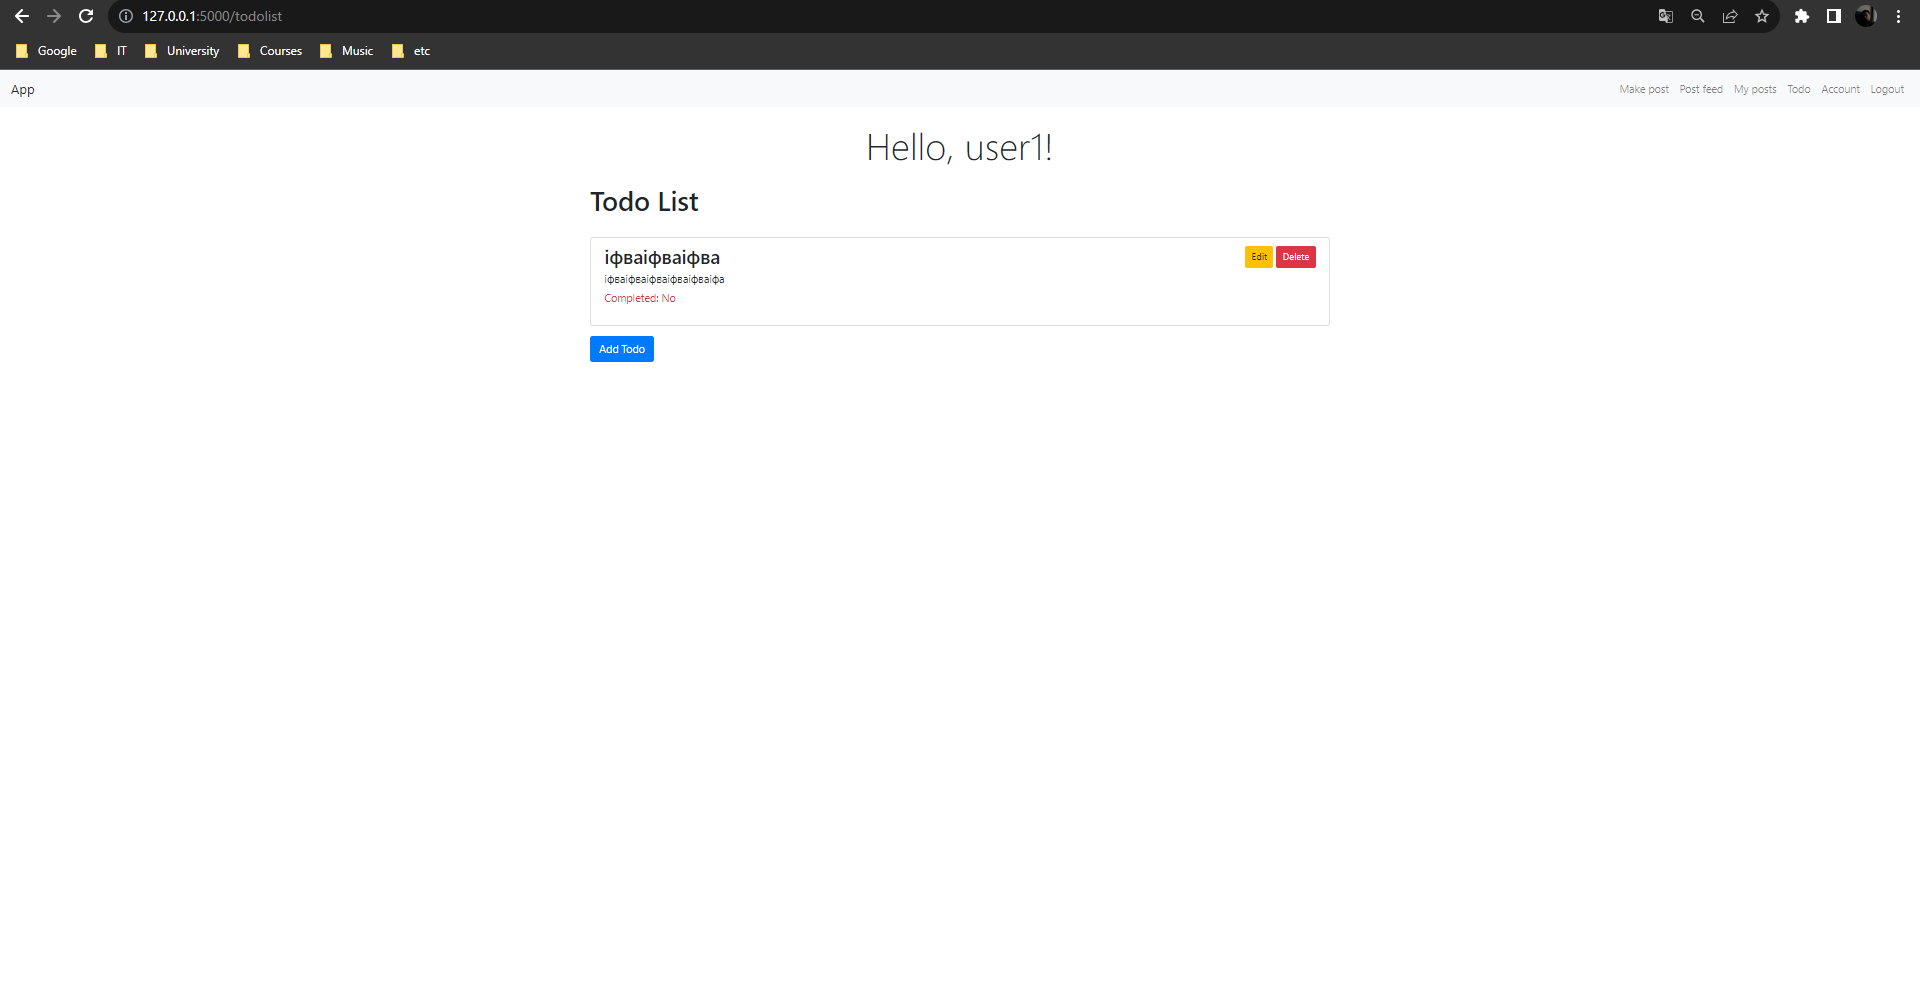 127.0.0.1:5000/todolist
Google IT University Courses Music etc
App Make post Post feed My posts Todo Account Logout
Hello, user1!
Todo List
іфваіфваіфва Edit Delete
іфваіфваіфваіфваіфваіфа
Completed: No
Add Todo